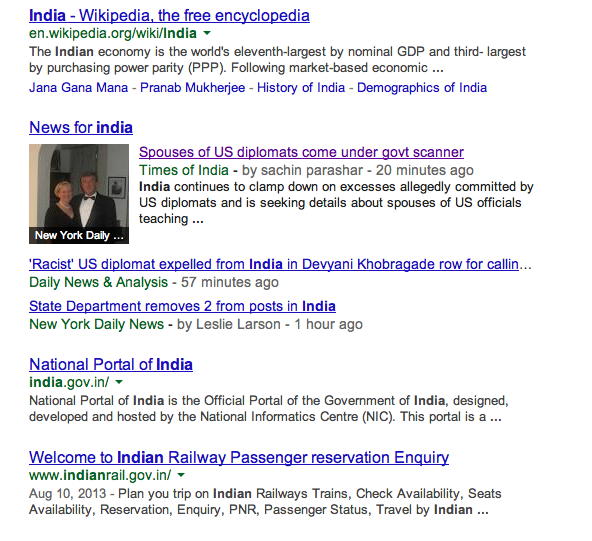 India - Wikipedia, the free encyclopedia
en.wikipedia.org/wiki/India
The Indian economy is the world's eleventh-largest by nominal GDP and third- largest
by purchasing power parity (PPP). Following market-based economic ...
Jana Gana Mana - Pranab Mukherjee - History of India - Demographics of India
News for india
Spouses of US diplomats come under govt scanner
Times of India - by sachin parashar - 20 minutes ago
India continues to clamp down on excesses allegedly committed by
US diplomats and is seeking details about spouses of US officials
teaching ...
New York Daily ...
'Racist' US diplomat expelled from India in Devyani Khobragade row for callin...
Daily News & Analysis - 57 minutes ago
State Department removes 2 from posts in India
New York Daily News - by Leslie Larson - 1 hour ago
National Portal of India
india.gov.in/
National Portal of India is the Official Portal of the Government of India, designed,
developed and hosted by the National Informatics Centre (NIC). This portal is a ...
Welcome to Indian Railway Passenger reservation Enquiry
www.indianrail.gov.in/
Aug 10, 2013 - Plan you trip on Indian Railways Trains, Check Availability, Seats
Availability, Reservation, Enquiry, PNR, Passenger Status, Travel by Indian ...